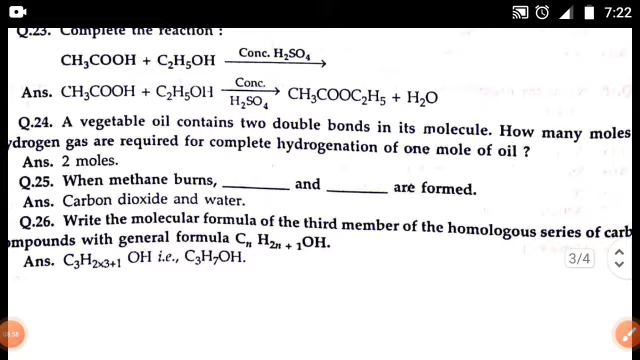 7:22
Q.23. Complete the reaction :
CH₃COOH + C₂H₅OH Conc. H₂SO₄ →
Ans. CH₃COOH + C₂H₅OH Conc. H₂SO₄ → CH₃COOC₂H₅ + H₂O
Q.24. A vegetable oil contains two double bonds in its molecule. How many moles
ydrogen gas are required for complete hydrogenation of one mole of oil ?
Ans. 2 moles.
Q.25. When methane burns, ________ and ________ are formed.
Ans. Carbon dioxide and water.
Q.26. Write the molecular formula of the third member of the homologous series of carb
ompounds with general formula Cₙ H₂ₙ ₊ ₁OH.
Ans. C₃H₂ₓ₃₊₁ OH i.e., C₃H₇OH.
3/4